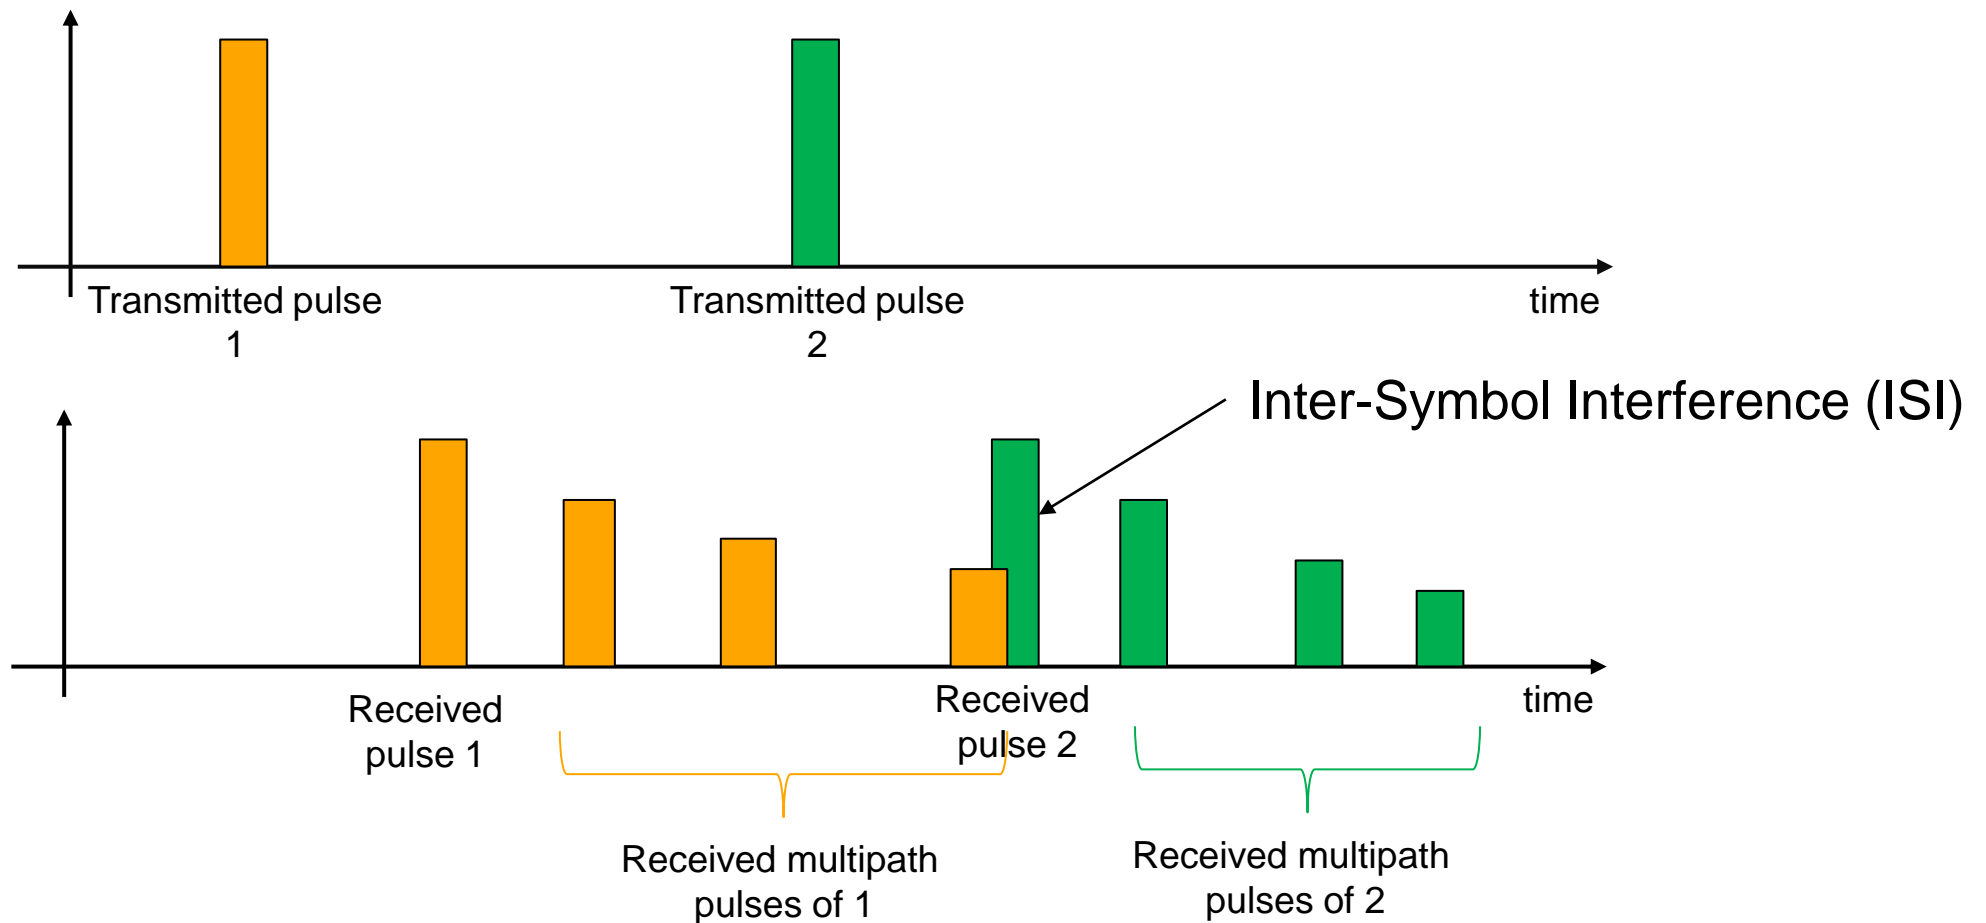 Transmitted pulse
1
Transmitted pulse
2
time
Inter-Symbol Interference (ISI)
Received
pulse 1
Received
pulse 2
time
Received multipath
pulses of 1
Received multipath
pulses of 2